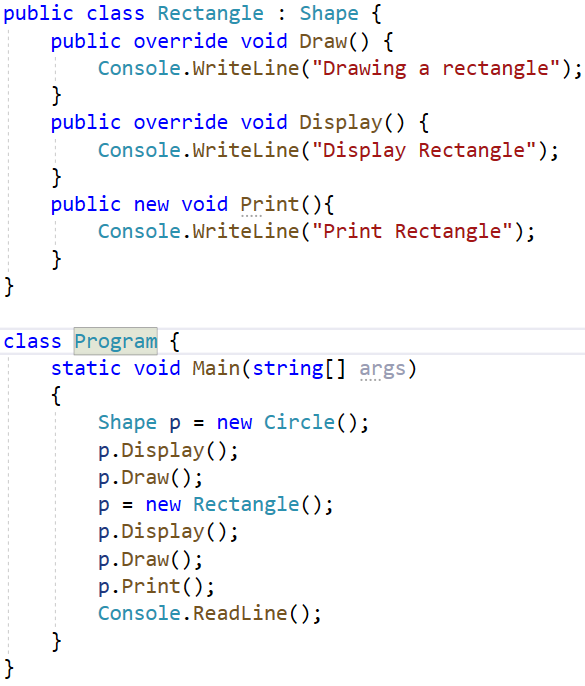 public class Rectangle : Shape {
    public override void Draw() {
        Console.WriteLine("Drawing a rectangle");
    }
    public override void Display() {
        Console.WriteLine("Display Rectangle");
    }
    public new void Print(){
        Console.WriteLine("Print Rectangle");
    }
}

class Program {
    static void Main(string[] args)
    {
        Shape p = new Circle();
        p.Display();
        p.Draw();
        p = new Rectangle();
        p.Display();
        p.Draw();
        p.Print();
        Console.ReadLine();
    }
}